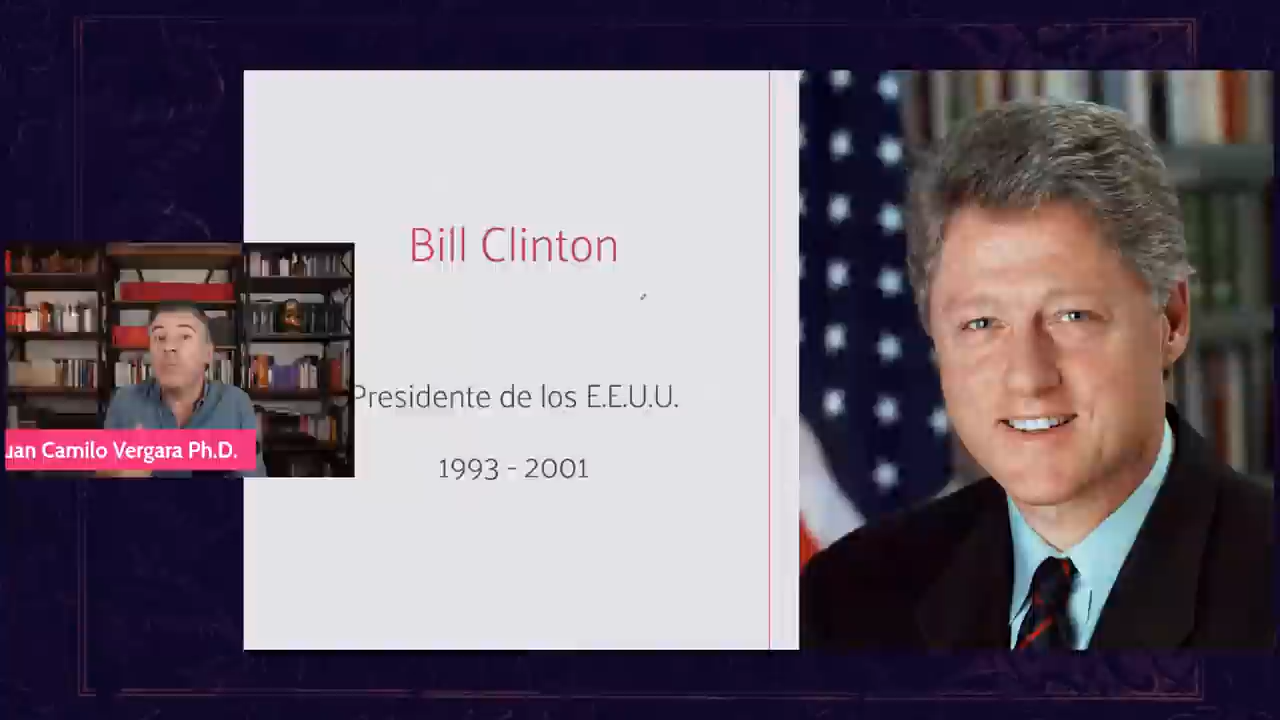 Bill Clinton
Presidente de los E.E.U.U.
1993 - 2001
uan Camilo Vergara Ph.D.